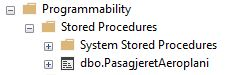 Programmability
Stored Procedures
System Stored Procedures
dbo.PasagjeretAeroplani